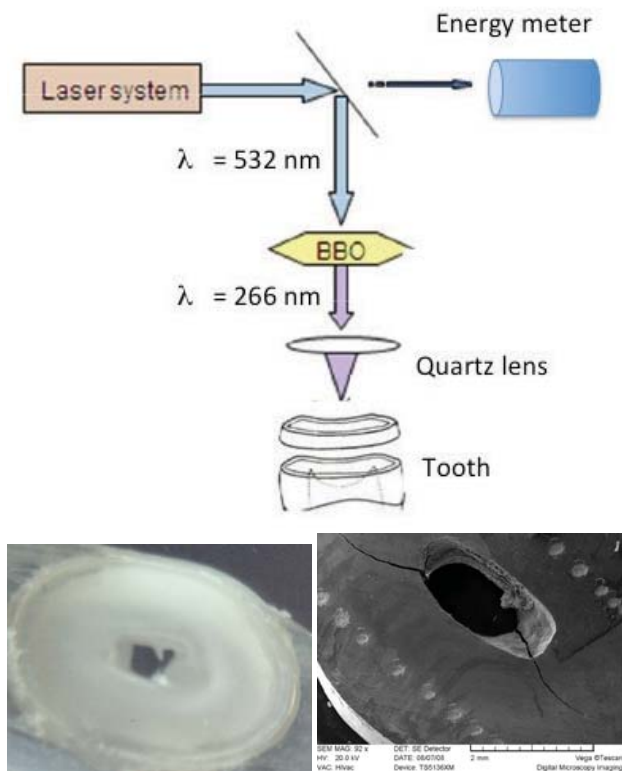 Energy meter
Laser system
λ = 532 nm
BBO
λ = 266 nm
Quartz lens
Tooth
SEM MAG: 92 x DET: SE Detector
HV: 20.0 kV DATE: 08/07/08 2 mm Vega ©Tescan
VAC: HiVac Device: TS5136XM Digital Microscopy Imaging